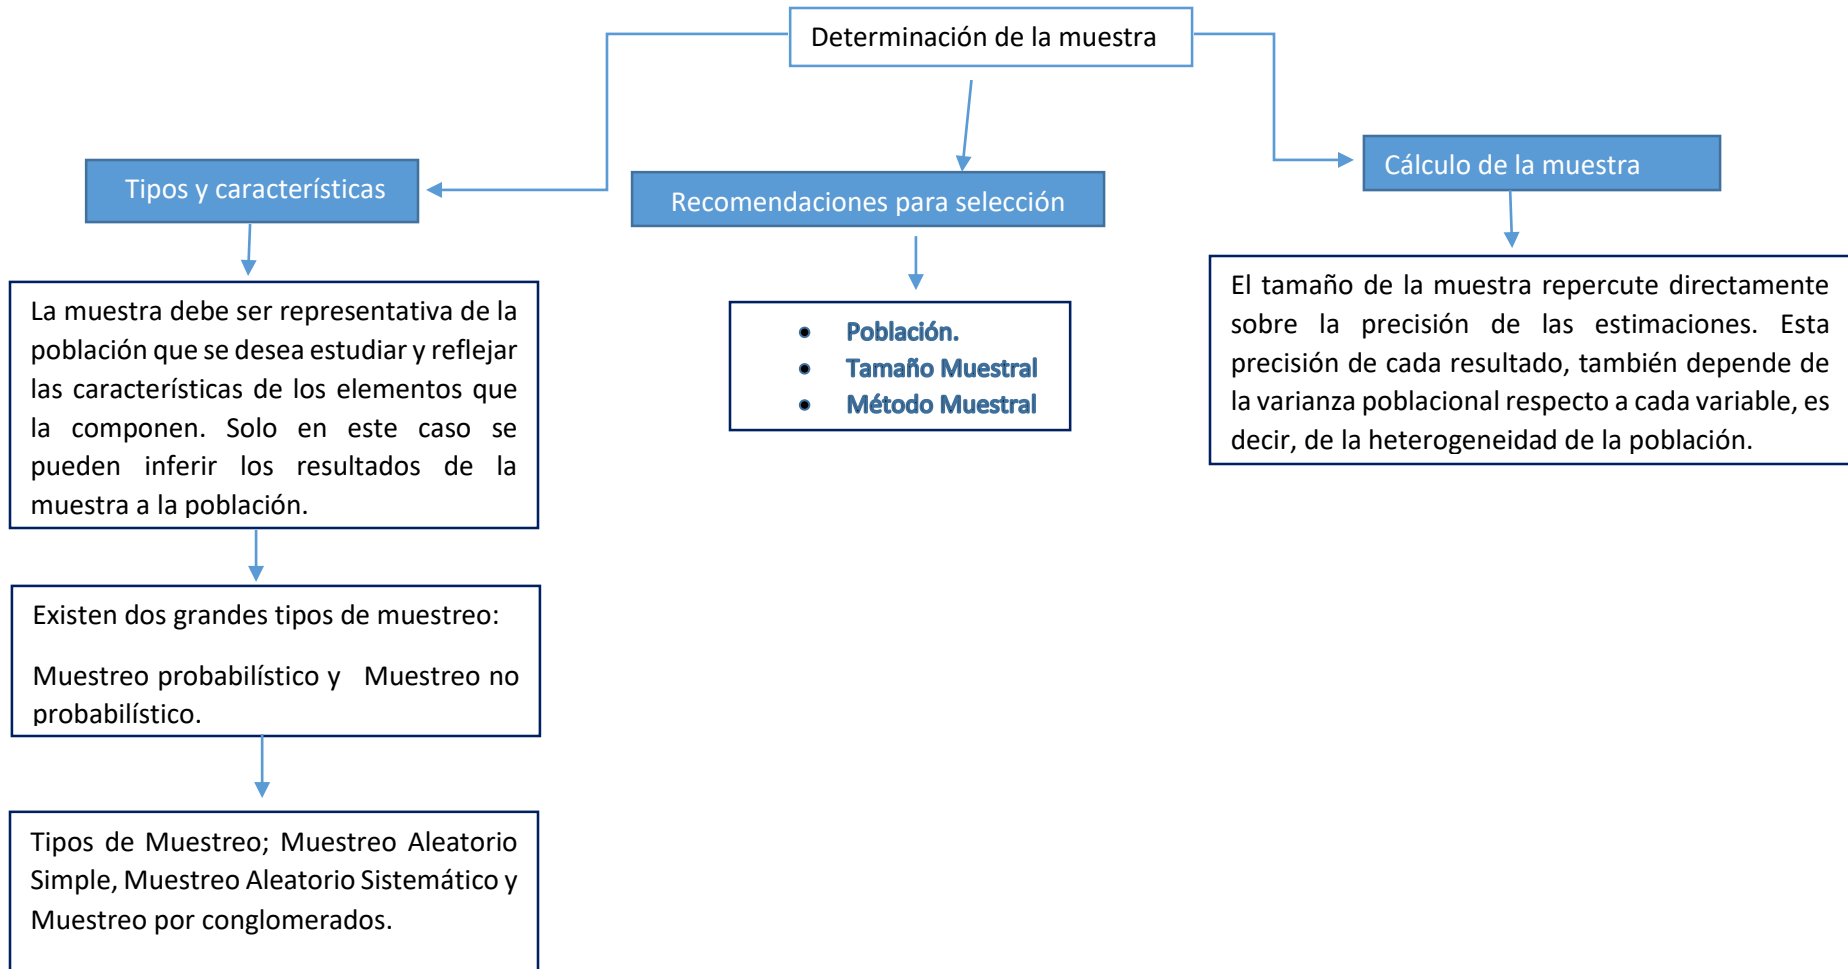 Determinación de la muestra
Tipos y características
Recomendaciones para selección
Cálculo de la muestra
La muestra debe ser representativa de la
población que se desea estudiar y reflejar
las características de los elementos que
la componen. Solo en este caso se
pueden inferir los resultados de la
muestra a la población.
• Población.
• Tamaño Muestral
• Método Muestral
El tamaño de la muestra repercute directamente
sobre la precisión de las estimaciones. Esta
precisión de cada resultado, también depende de
la varianza poblacional respecto a cada variable, es
decir, de la heterogeneidad de la población.
Existen dos grandes tipos de muestreo:
Muestreo probabilístico y Muestreo no
probabilístico.
Tipos de Muestreo; Muestreo Aleatorio
Simple, Muestreo Aleatorio Sistemático y
Muestreo por conglomerados.